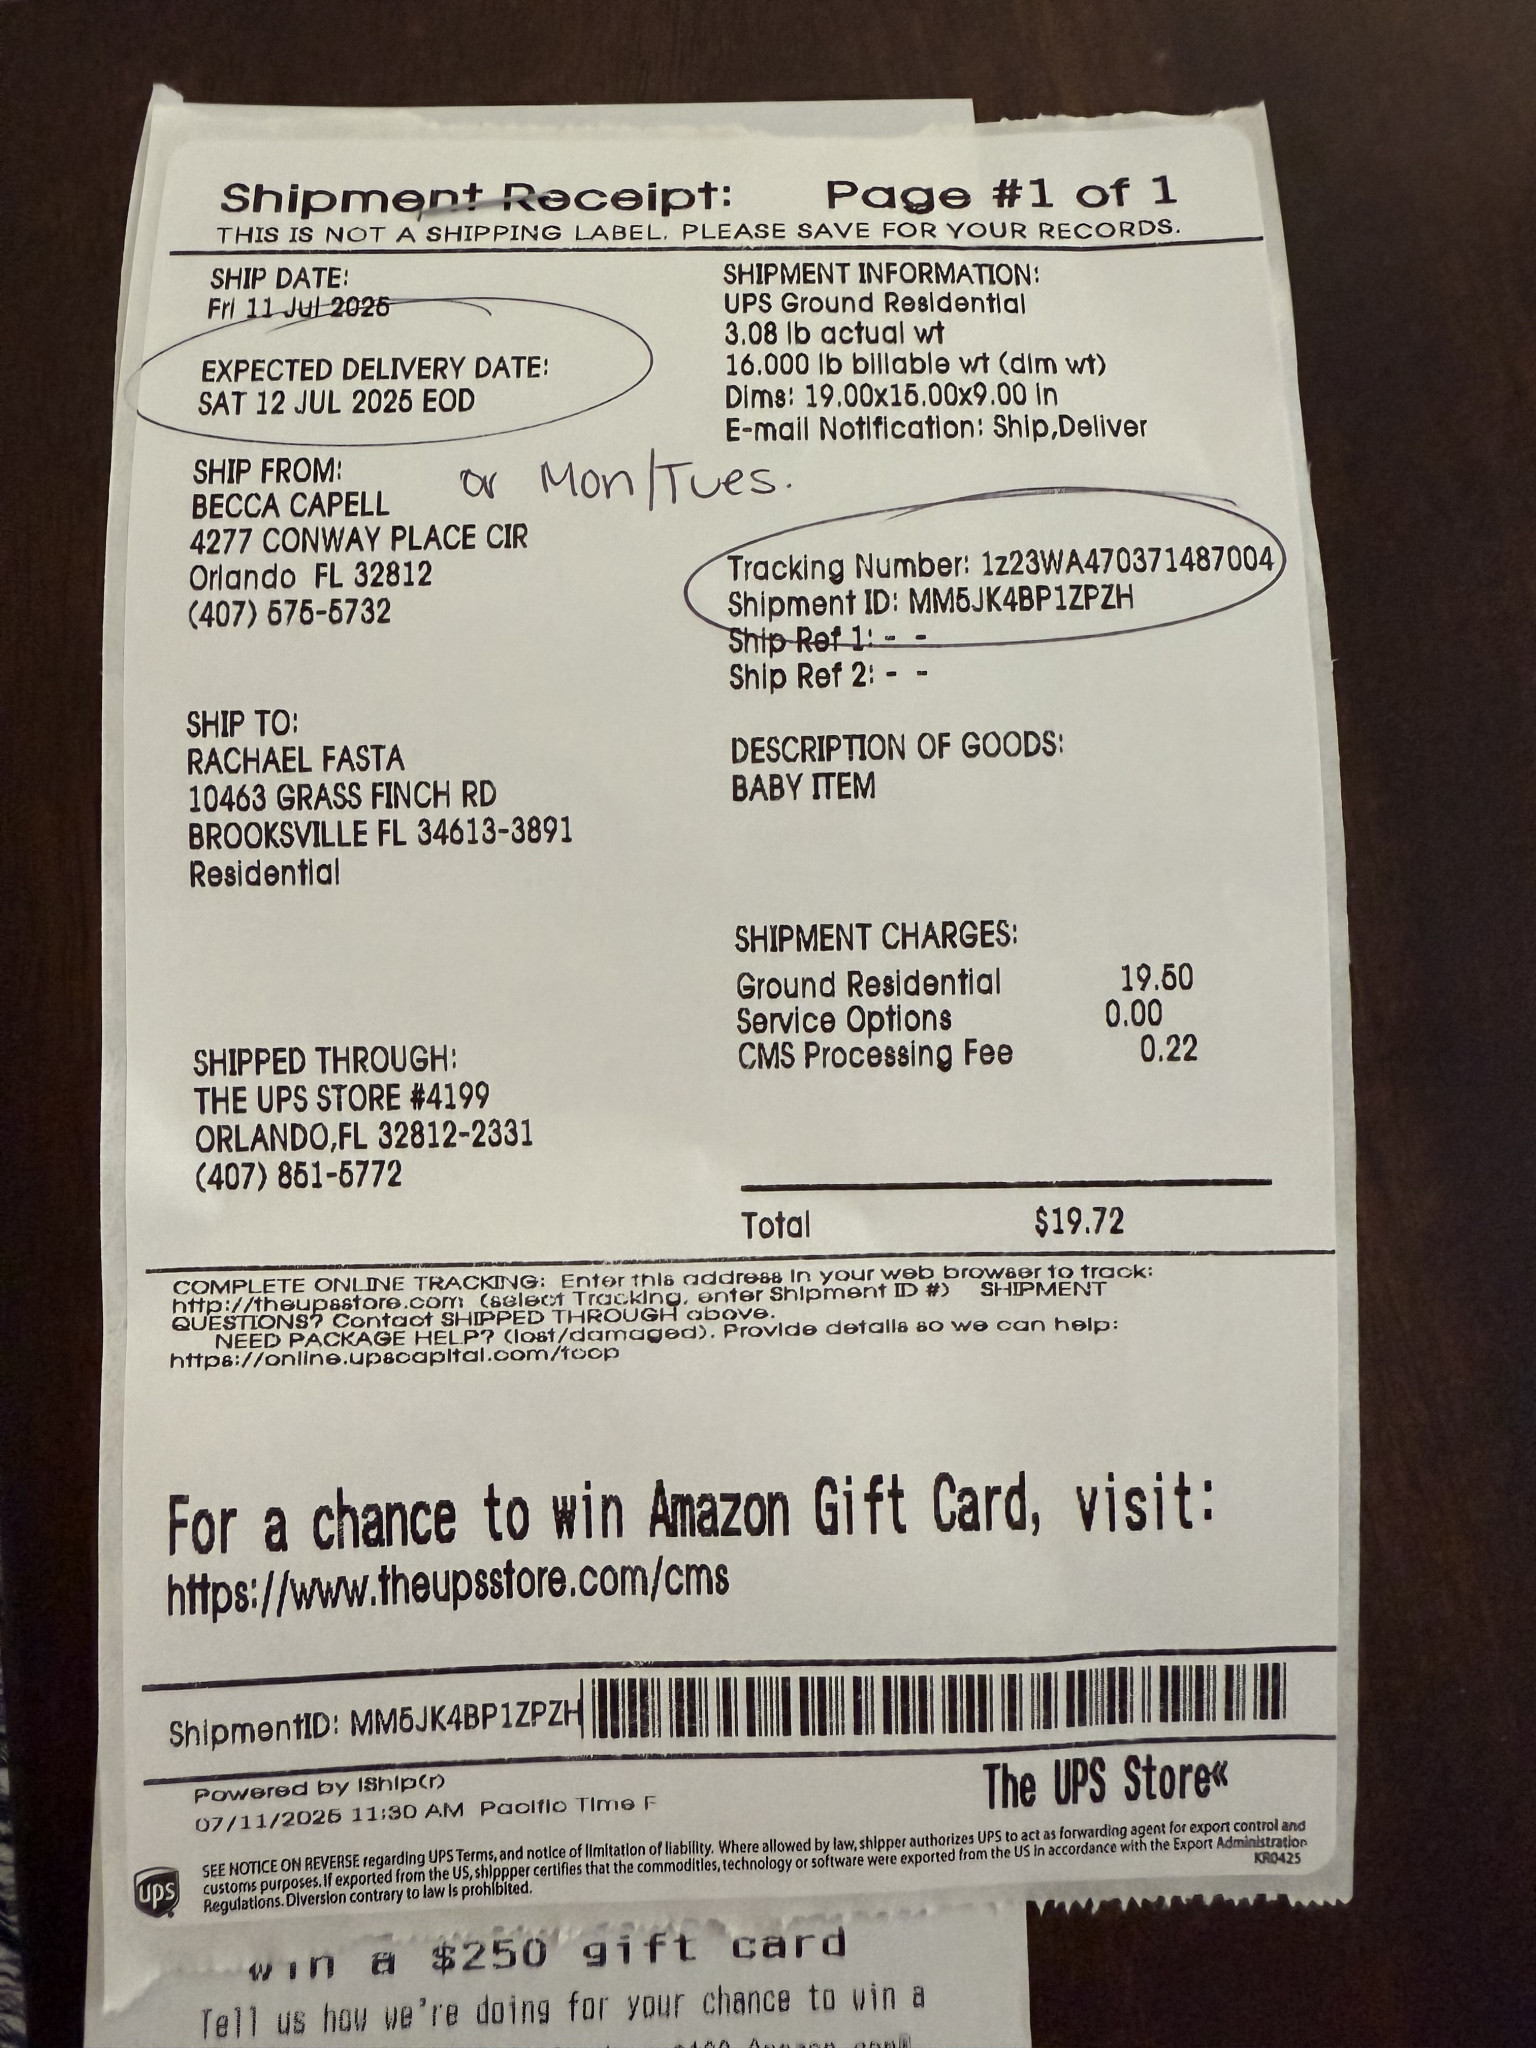 Shipment Receipt: Page #1 of 1
THIS IS NOT A SHIPPING LABEL. PLEASE SAVE FOR YOUR RECORDS.
SHIP DATE:
Fri 11 Jul 2025
EXPECTED DELIVERY DATE:
SAT 12 JUL 2025 EOD
or Mon/Tues.
SHIP FROM:
BECCA CAPELL
4277 CONWAY PLACE CIR
Orlando FL 32812
(407) 575-5732
SHIP TO:
RACHAEL FASTA
10463 GRASS FINCH RD
BROOKSVILLE FL 34613-3891
Residential
SHIPPED THROUGH:
THE UPS STORE #4199
ORLANDO,FL 32812-2331
(407) 851-5772
SHIPMENT INFORMATION:
UPS Ground Residential
3.08 lb actual wt
16.000 lb billable wt (dim wt)
Dims: 19.00x15.00x9.00 in
E-mail Notification: Ship,Deliver
Tracking Number: 1z23WA470371487004
Shipment ID: MM5JK4BP1ZPZH
Ship Ref 1: - -
Ship Ref 2: - -
DESCRIPTION OF GOODS:
BABY ITEM
SHIPMENT CHARGES:
Ground Residential 19.50
Service Options 0.00
CMS Processing Fee 0.22
Total $19.72
COMPLETE ONLINE TRACKING: Enter this address in your web browser to track:
http://theupsstore.com (select Tracking, enter Shipment ID #) SHIPMENT
QUESTIONS? Contact SHIPPED THROUGH above.
NEED PACKAGE HELP? (lost/damaged). Provide details so we can help:
https://online.upscapital.com/tccp
For a chance to win Amazon Gift Card, visit:
https://www.theupsstore.com/cms
ShipmentID: MM5JK4BP1ZPZH
The UPS Store«
Powered by iShip(r)
07/11/2025 11:30 AM Pacific Time F
SEE NOTICE ON REVERSE regarding UPS Terms, and notice of limitation of liability. Where allowed by law, shipper authorizes UPS to act as forwarding agent for export control and
customs purposes. If exported from the US, shippper certifies that the commodities, technology or software were exported from the US in accordance with the Export Administration
Regulations. Diversion contrary to law is prohibited.
KR0425
ups
win a $250 gift card
Tell us how we're doing for your chance to win a